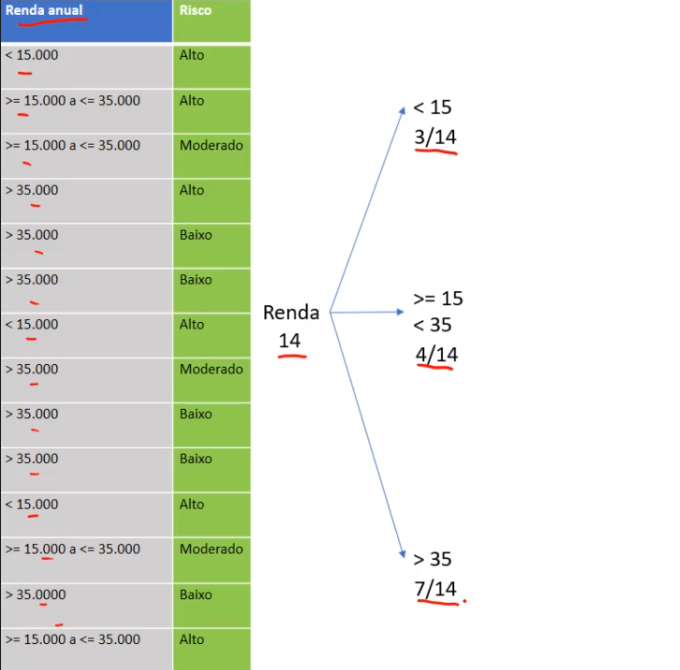 Renda anual Risco
< 15.000 Alto
>= 15.000 a <= 35.000 Alto
>= 15.000 a <= 35.000 Moderado
> 35.000 Alto
> 35.000 Baixo
> 35.000 Baixo
< 15.000 Alto
> 35.000 Moderado
> 35.000 Baixo
> 35.000 Baixo
< 15.000 Alto
>= 15.000 a <= 35.000 Moderado
> 35.0000 Baixo
>= 15.000 a <= 35.000 Alto
Renda
14
< 15
3/14
>= 15
< 35
4/14
> 35
7/14